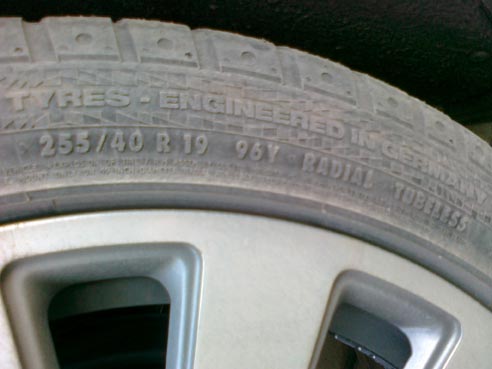 TYRES - ENGINEERED IN GERMANY
255/40 R 19 96Y RADIAL TUBELESS